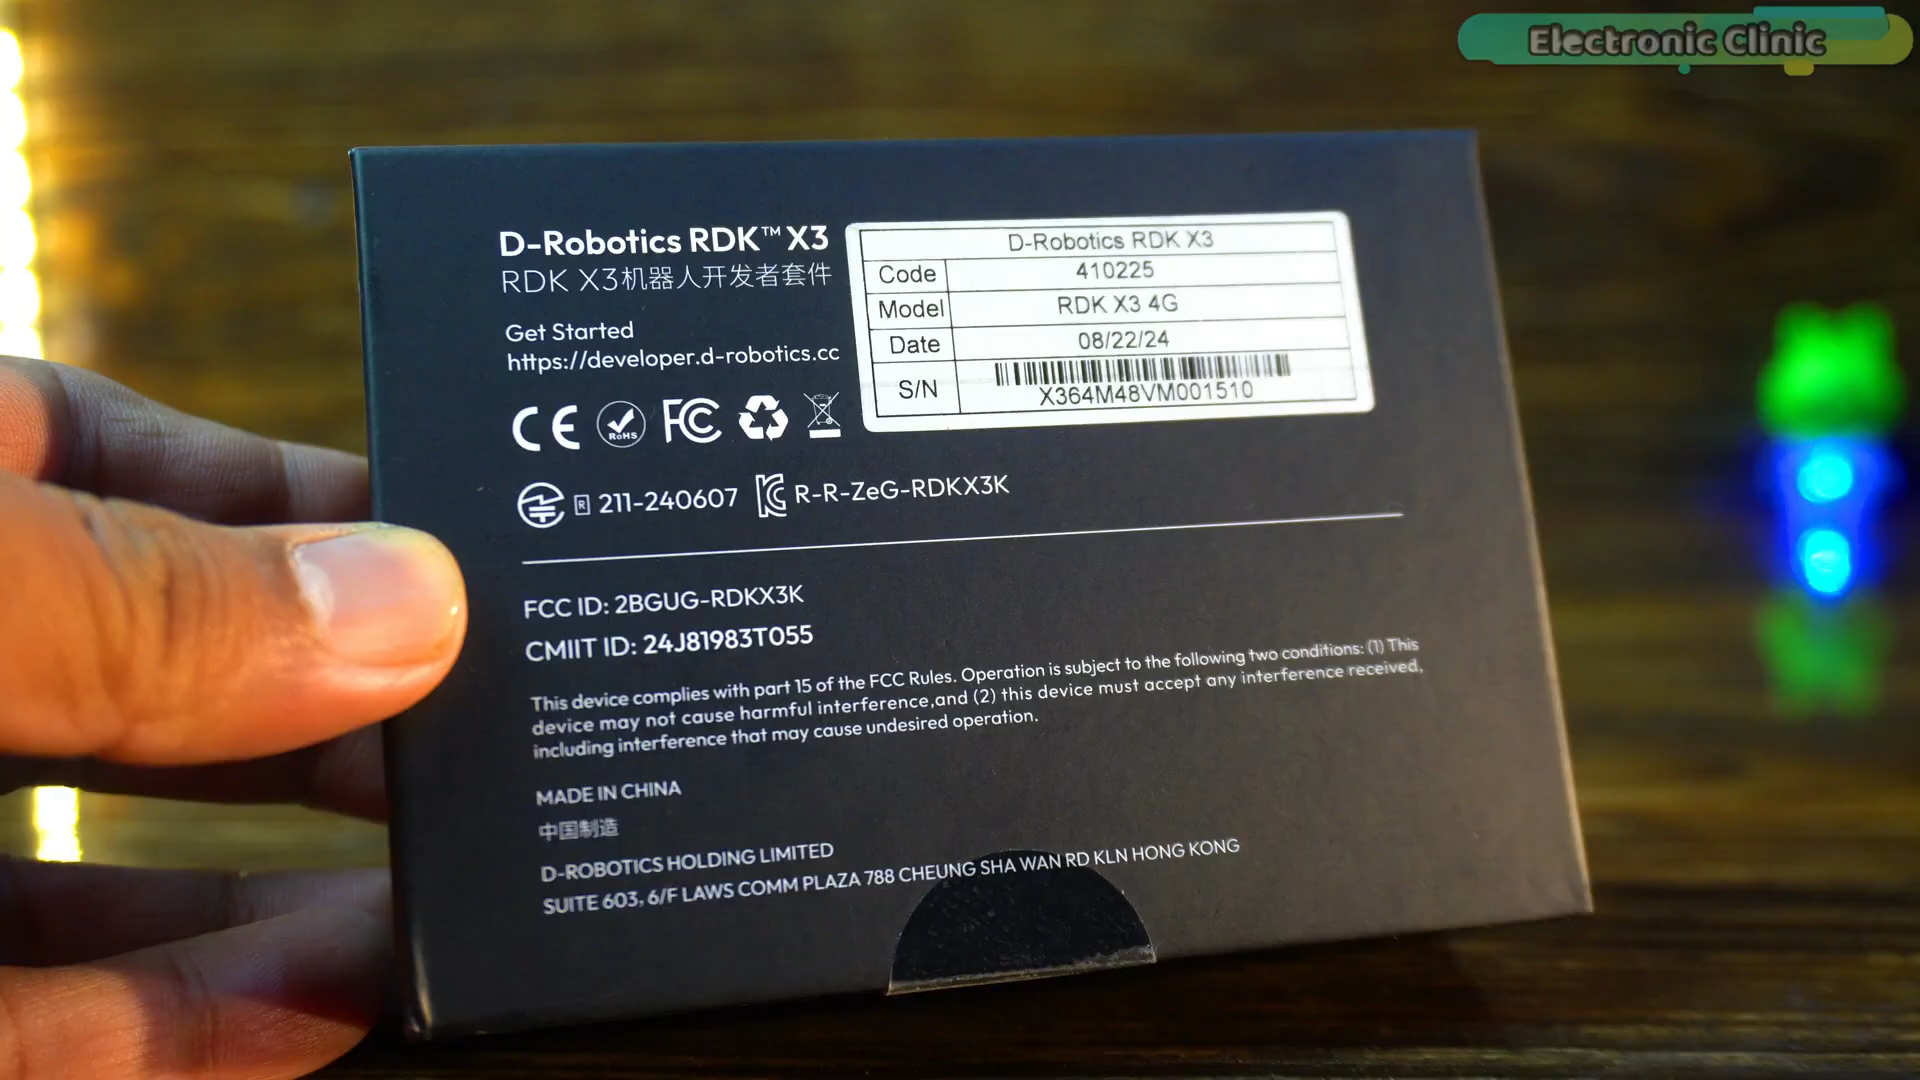 Electronic Clinic
D-Robotics RDK™ X3
RDK X3机器人开发者套件
Get Started
https://developer.d-robotics.cc
D-Robotics RDK X3
Code 410225
Model RDK X3 4G
Date 08/22/24
S/N X364M48VM001510
CE RoHS FC
R 211-240607 R-R-ZeG-RDKX3K
FCC ID: 2BGUG-RDKX3K
CMIIT ID: 24J81983T055
This device complies with part 15 of the FCC Rules. Operation is subject to the following two conditions: (1) This
device may not cause harmful interference,and (2) this device must accept any interference received,
including interference that may cause undesired operation.
MADE IN CHINA
中国制造
D-ROBOTICS HOLDING LIMITED
SUITE 603, 6/F LAWS COMM PLAZA 788 CHEUNG SHA WAN RD KLN HONG KONG